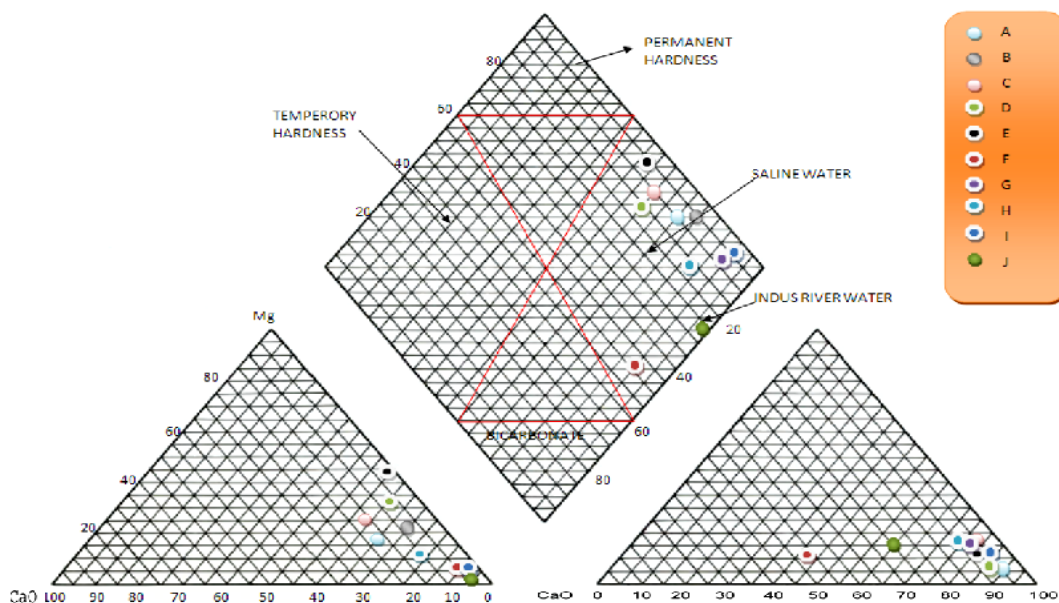 PERMANENT
HARDNESS
TEMPERORY
HARDNESS
SALINE WATER
INDUS RIVER WATER
BICARBONATE
80
60
40
20
20
40
60
80
A
B
C
D
E
F
G
H
I
J
Mg
80
60
40
20
CaO 100 90 80 70 60 50 40 30 20 10 0
CaO 0 10 20 30 40 50 60 70 80 90 100